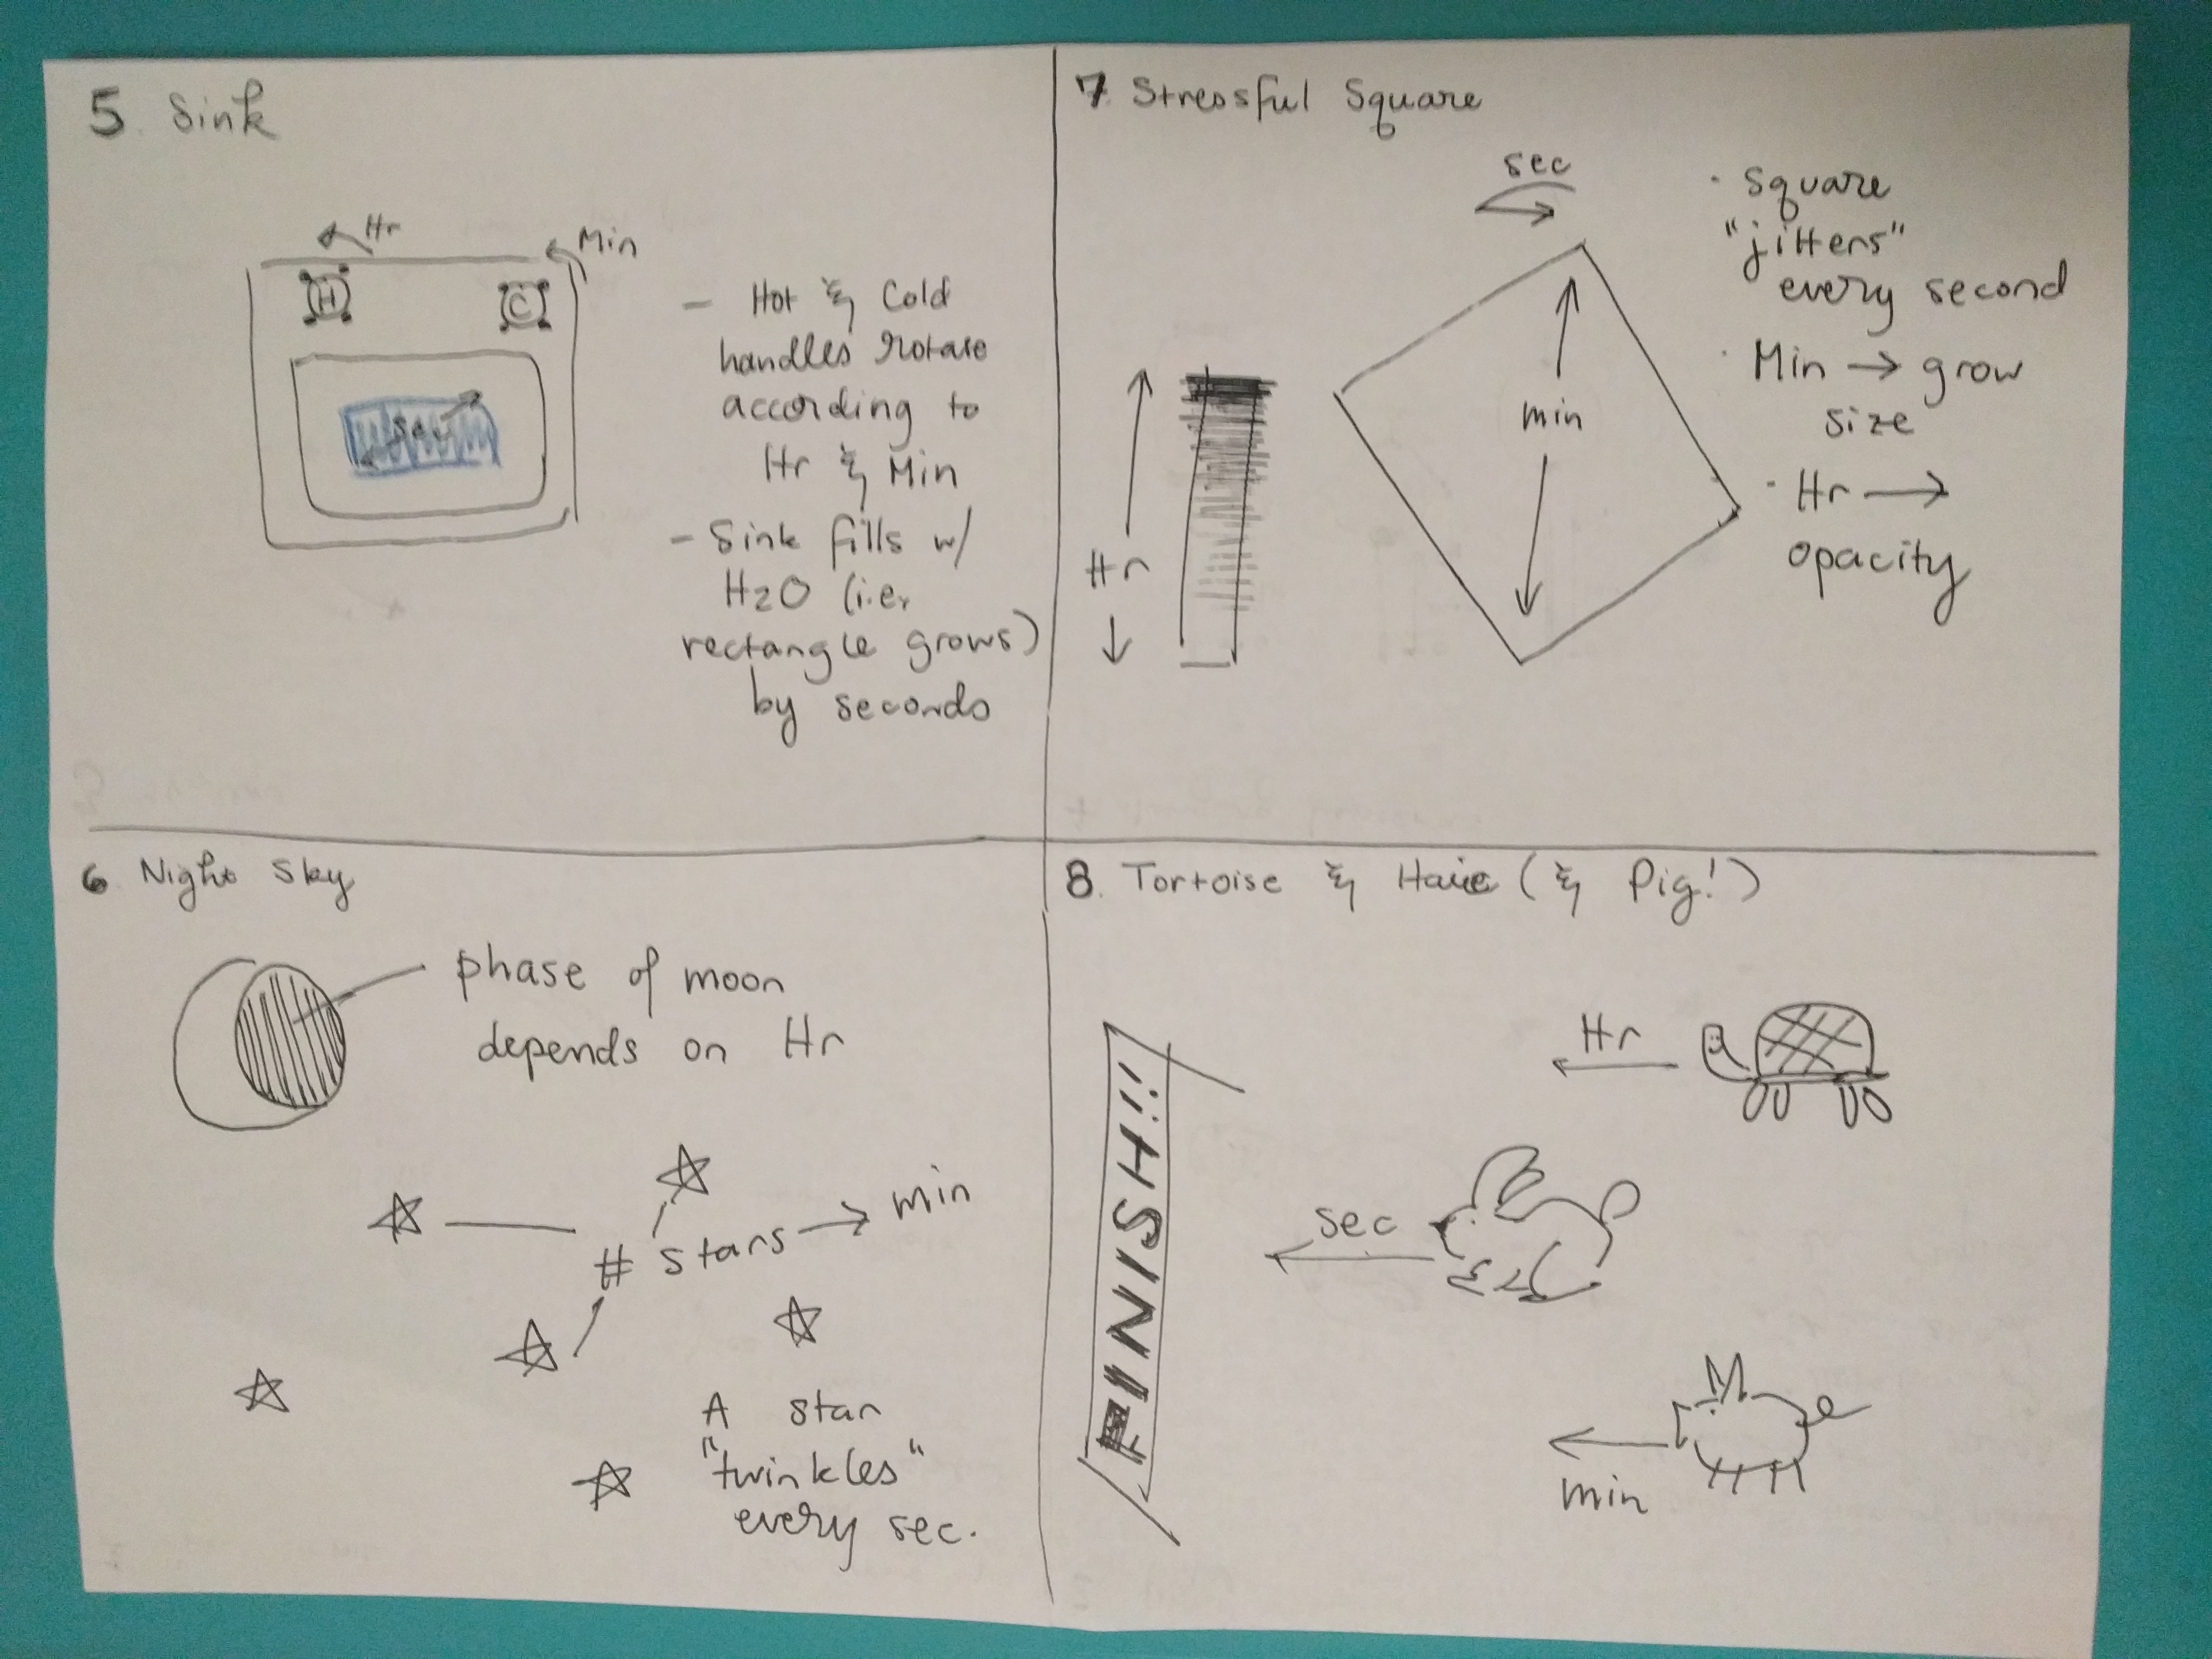 5. Sink
Hr
Min
H
C
sec
- Hot & Cold
handles rotate
according to
Hr & Min
- Sink fills w/
H2O (i.e.,
rectangle grows)
by seconds
7. Stressful Square
sec
min
Hr
· Square
"jitters"
every second
· Min → grow
size
· Hr →
opacity
6. Night Sky
phase of moon
depends on Hr
# stars → min
A star
"twinkles"
every sec.
8. Tortoise & Hare (& Pig!)
FINISH!!
Hr
sec
min